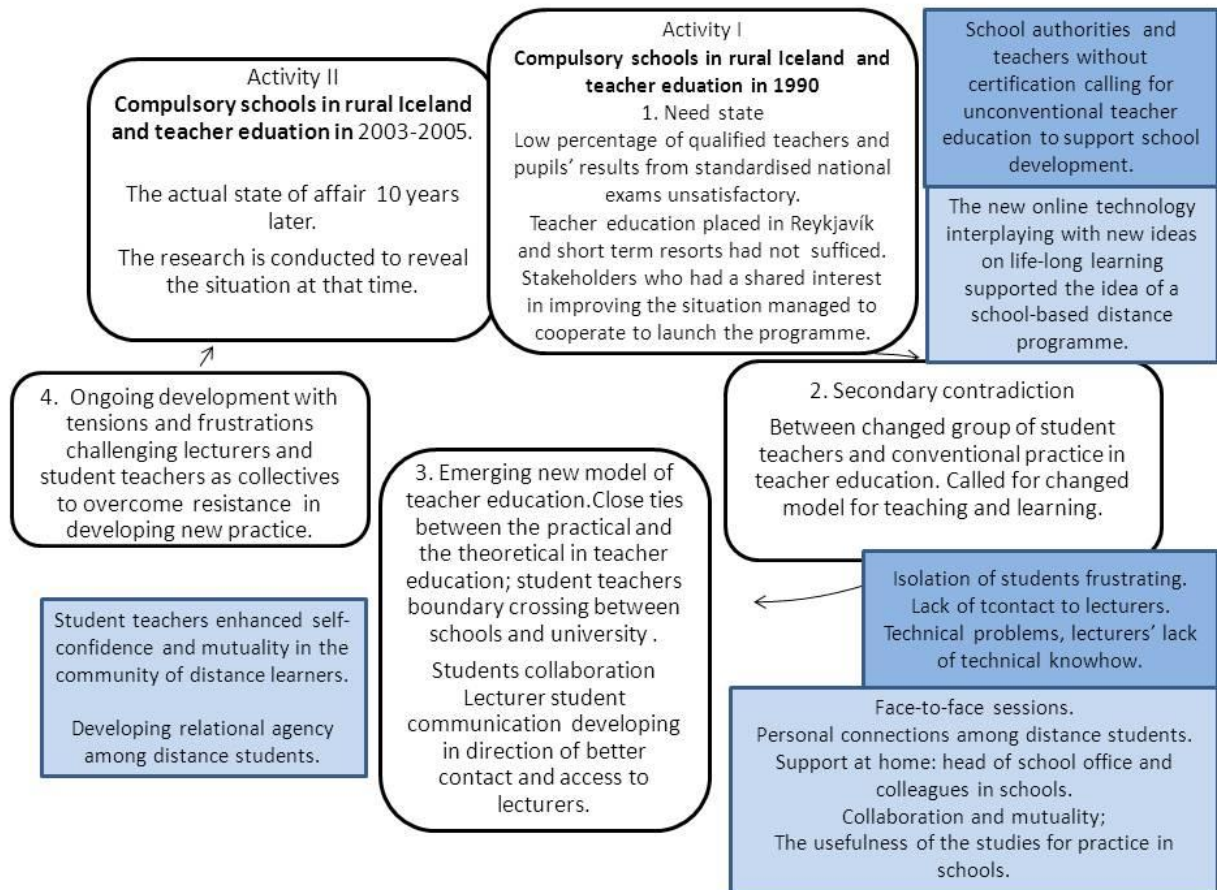 Activity I
Compulsory schools in rural Iceland and
teacher eduation in 1990
1. Need state
Low percentage of qualified teachers and
pupils’ results from standardised national
exams unsatisfactory.
Teacher education placed in Reykjavík
and short term resorts had not sufficed.
Stakeholders who had a shared interest
in improving the situation managed to
cooperate to launch the programme.
School authorities and
teachers without
certification calling for
unconventional teacher
education to support school
development.
The new online technology
interplaying with new ideas
on life-long learning
supported the idea of a
school-based distance
programme.
2. Secondary contradiction
Between changed group of student
teachers and conventional practice in
teacher education. Called for changed
model for teaching and learning.
Isolation of students frustrating.
Lack of tcontact to lecturers.
Technical problems, lecturers’ lack
of technical knowhow.
Face-to-face sessions.
Personal connections among distance students.
Support at home: head of school office and
colleagues in schools.
Collaboration and mutuality;
The usefulness of the studies for practice in
schools.
3. Emerging new model of
teacher education.Close ties
between the practical and
the theoretical in teacher
education; student teachers
boundary crossing between
schools and university .
Students collaboration
Lecturer student
communication developing
in direction of better
contact and access to
lecturers.
4. Ongoing development with
tensions and frustrations
challenging lecturers and
student teachers as collectives
to overcome resistance in
developing new practice.
Student teachers enhanced self-
confidence and mutuality in the
community of distance learners.
Developing relational agency
among distance students.
Activity II
Compulsory schools in rural Iceland
and teacher eduation in 2003-2005.
The actual state of affair 10 years
later.
The research is conducted to reveal
the situation at that time.